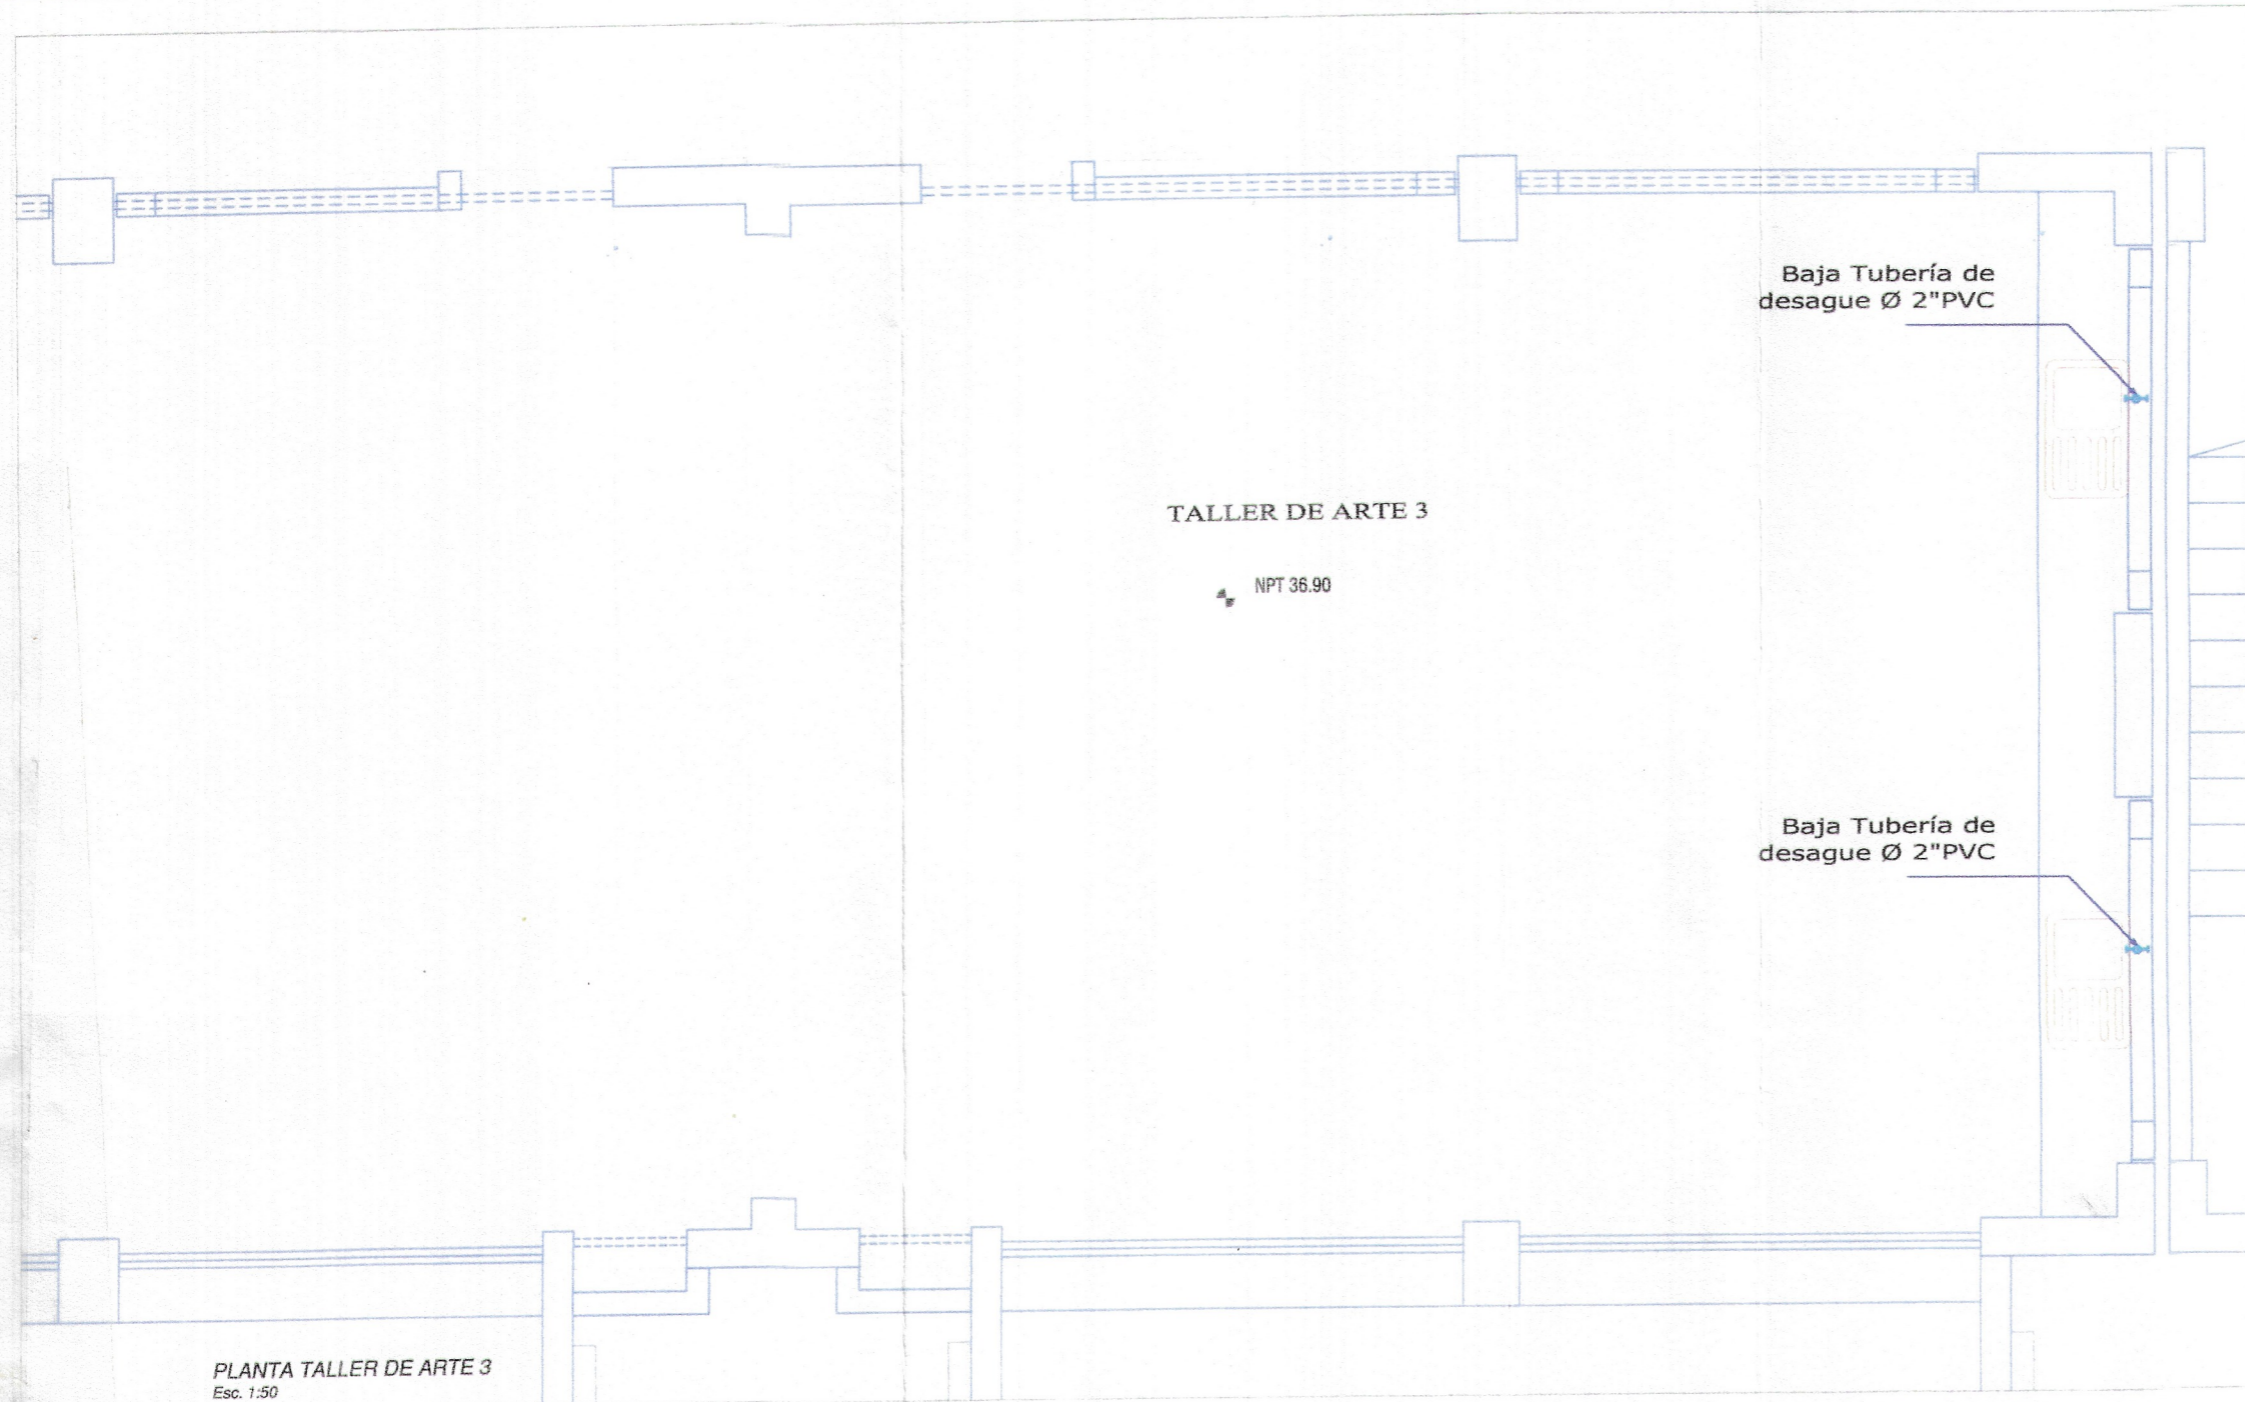 Baja Tubería de
desague Ø 2"PVC
TALLER DE ARTE 3
NPT 36.90
Baja Tubería de
desague Ø 2"PVC
PLANTA TALLER DE ARTE 3
Esc. 1:50